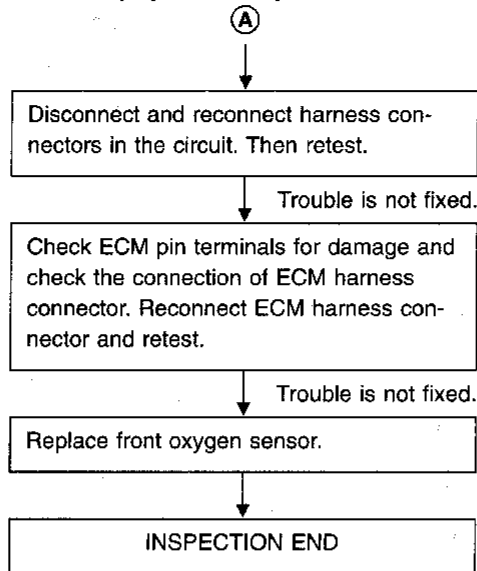 A
Disconnect and reconnect harness con-
nectors in the circuit. Then retest.
Trouble is not fixed.
Check ECM pin terminals for damage and
check the connection of ECM harness
connector. Reconnect ECM harness con-
nector and retest.
Trouble is not fixed.
Replace front oxygen sensor.
INSPECTION END